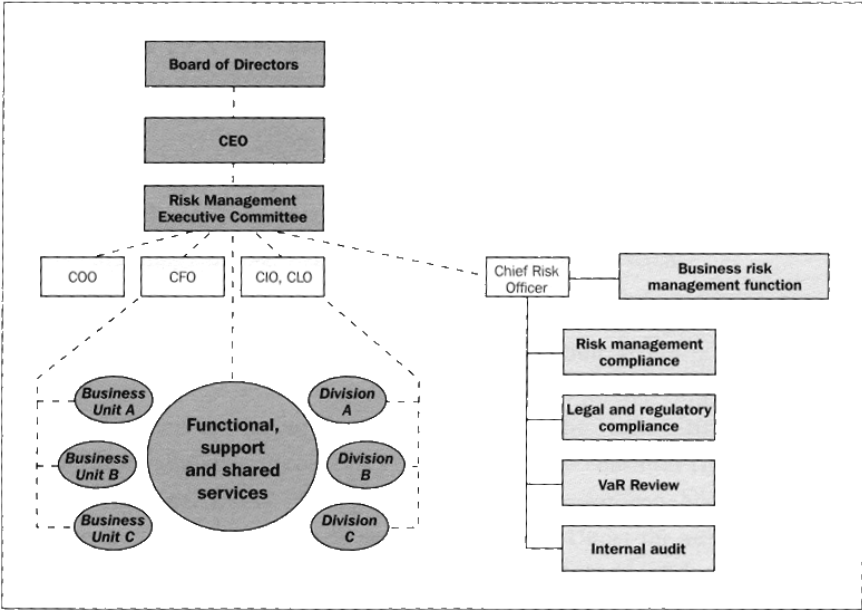 Board of Directors
CEO
Risk Management
Executive Committee
COO
CFO
CIO, CLO
Chief Risk
Officer
Business risk
management function
Risk management
compliance
Legal and regulatory
compliance
VaR Review
Internal audit
Business
Unit A
Business
Unit B
Business
Unit C
Functional,
support
and shared
services
Division
A
Division
B
Division
C